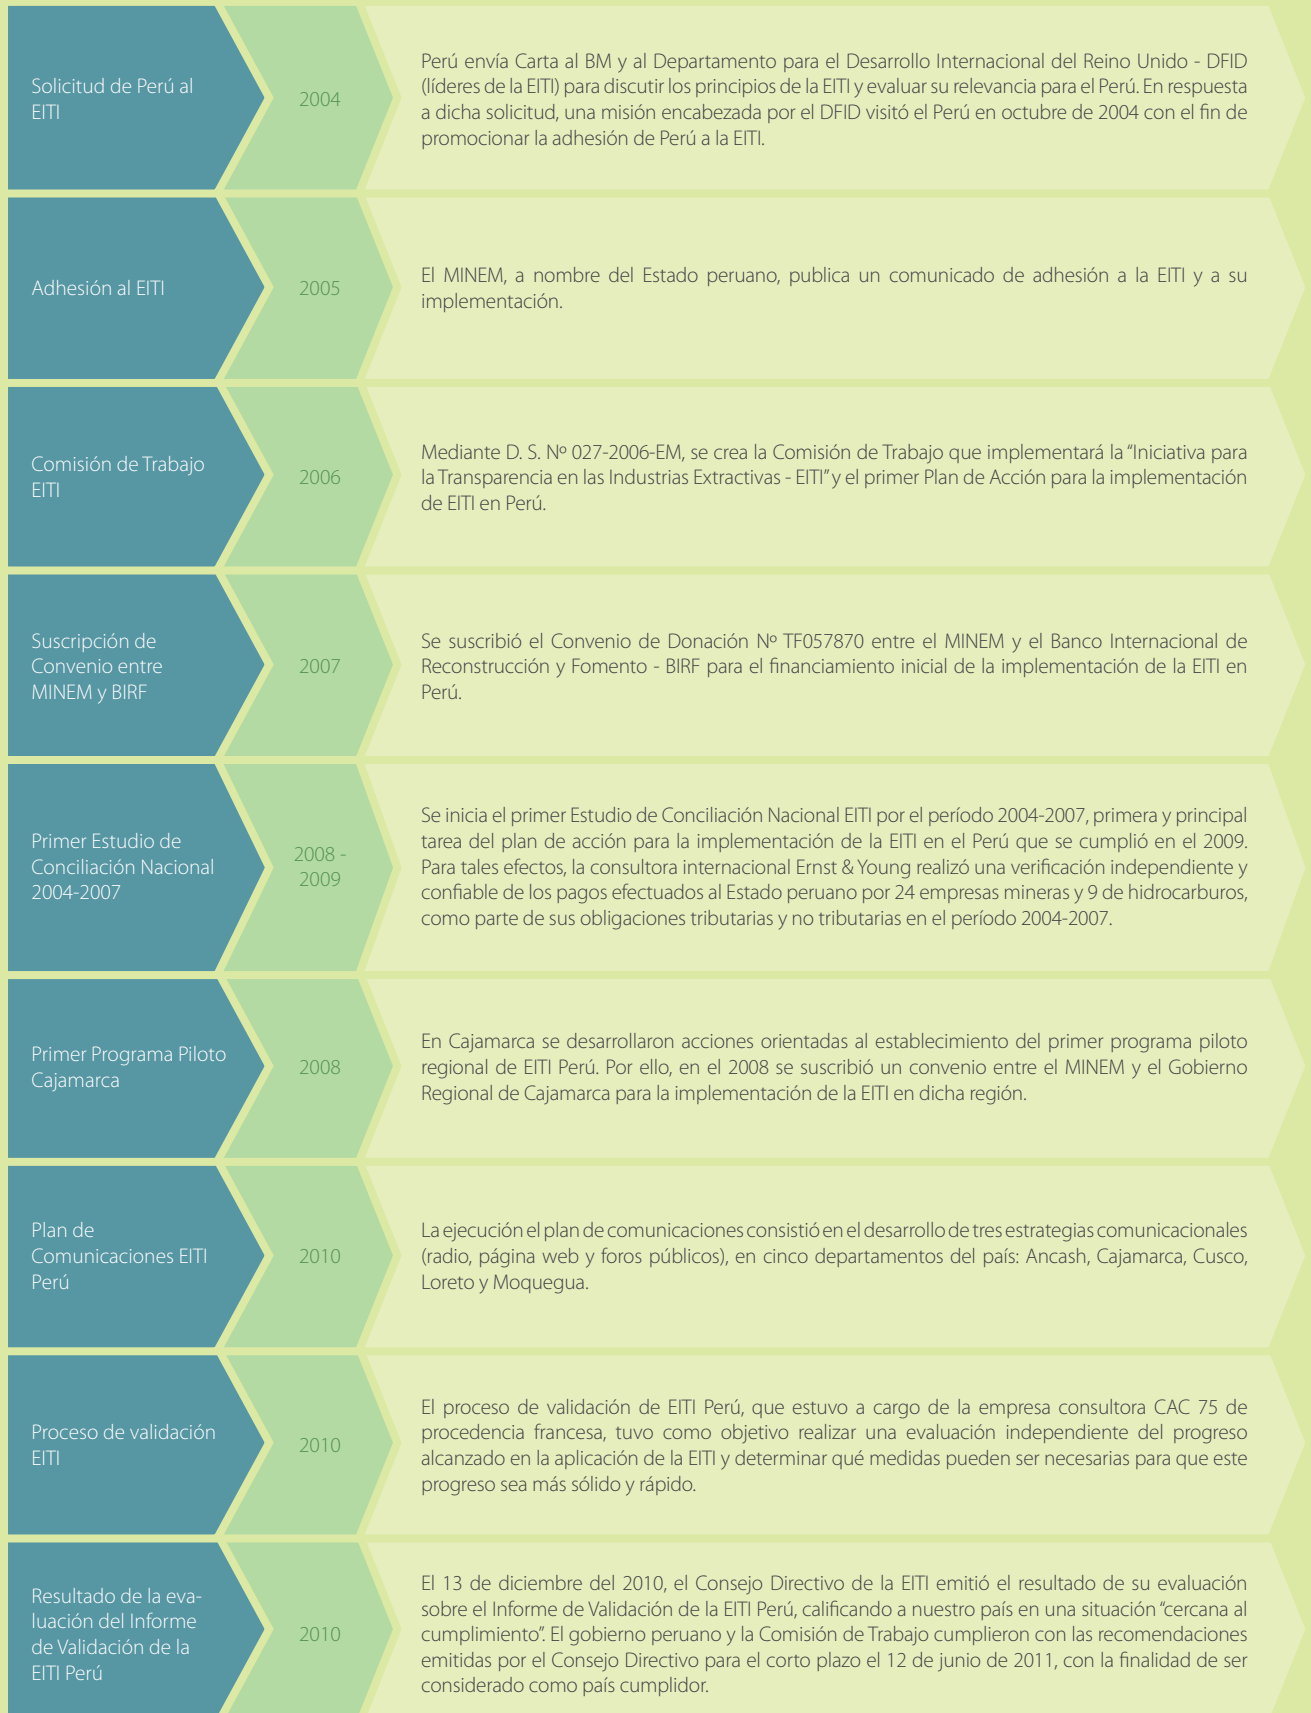 Solicitud de Perú al
EITI
2004
Perú envía Carta al BM y al Departamento para el Desarrollo Internacional del Reino Unido - DFID
(líderes de la EITI) para discutir los principios de la EITI y evaluar su relevancia para el Perú. En respuesta
a dicha solicitud, una misión encabezada por el DFID visitó el Perú en octubre de 2004 con el fin de
promocionar la adhesión de Perú a la EITI.
Adhesión al EITI
2005
El MINEM, a nombre del Estado peruano, publica un comunicado de adhesión a la EITI y a su
implementación.
Comisión de Trabajo
EITI
2006
Mediante D. S. Nº 027-2006-EM, se crea la Comisión de Trabajo que implementará la “Iniciativa para
la Transparencia en las Industrias Extractivas - EITI” y el primer Plan de Acción para la implementación
de EITI en Perú.
Suscripción de
Convenio entre
MINEM y BIRF
2007
Se suscribió el Convenio de Donación Nº TF057870 entre el MINEM y el Banco Internacional de
Reconstrucción y Fomento - BIRF para el financiamiento inicial de la implementación de la EITI en
Perú.
Primer Estudio de
Conciliación Nacional
2004-2007
2008 -
2009
Se inicia el primer Estudio de Conciliación Nacional EITI por el período 2004-2007, primera y principal
tarea del plan de acción para la implementación de la EITI en el Perú que se cumplió en el 2009.
Para tales efectos, la consultora internacional Ernst & Young realizó una verificación independiente y
confiable de los pagos efectuados al Estado peruano por 24 empresas mineras y 9 de hidrocarburos,
como parte de sus obligaciones tributarias y no tributarias en el período 2004-2007.
Primer Programa Piloto
Cajamarca
2008
En Cajamarca se desarrollaron acciones orientadas al establecimiento del primer programa piloto
regional de EITI Perú. Por ello, en el 2008 se suscribió un convenio entre el MINEM y el Gobierno
Regional de Cajamarca para la implementación de la EITI en dicha región.
Plan de
Comunicaciones EITI
Perú
2010
La ejecución el plan de comunicaciones consistió en el desarrollo de tres estrategias comunicacionales
(radio, página web y foros públicos), en cinco departamentos del país: Ancash, Cajamarca, Cusco,
Loreto y Moquegua.
Proceso de validación
EITI
2010
El proceso de validación de EITI Perú, que estuvo a cargo de la empresa consultora CAC 75 de
procedencia francesa, tuvo como objetivo realizar una evaluación independiente del progreso
alcanzado en la aplicación de la EITI y determinar qué medidas pueden ser necesarias para que este
progreso sea más sólido y rápido.
Resultado de la eva-
luación del Informe
de Validación de la
EITI Perú
2010
El 13 de diciembre del 2010, el Consejo Directivo de la EITI emitió el resultado de su evaluación
sobre el Informe de Validación de la EITI Perú, calificando a nuestro país en una situación “cercana al
cumplimiento”. El gobierno peruano y la Comisión de Trabajo cumplieron con las recomendaciones
emitidas por el Consejo Directivo para el corto plazo el 12 de junio de 2011, con la finalidad de ser
considerado como país cumplidor.